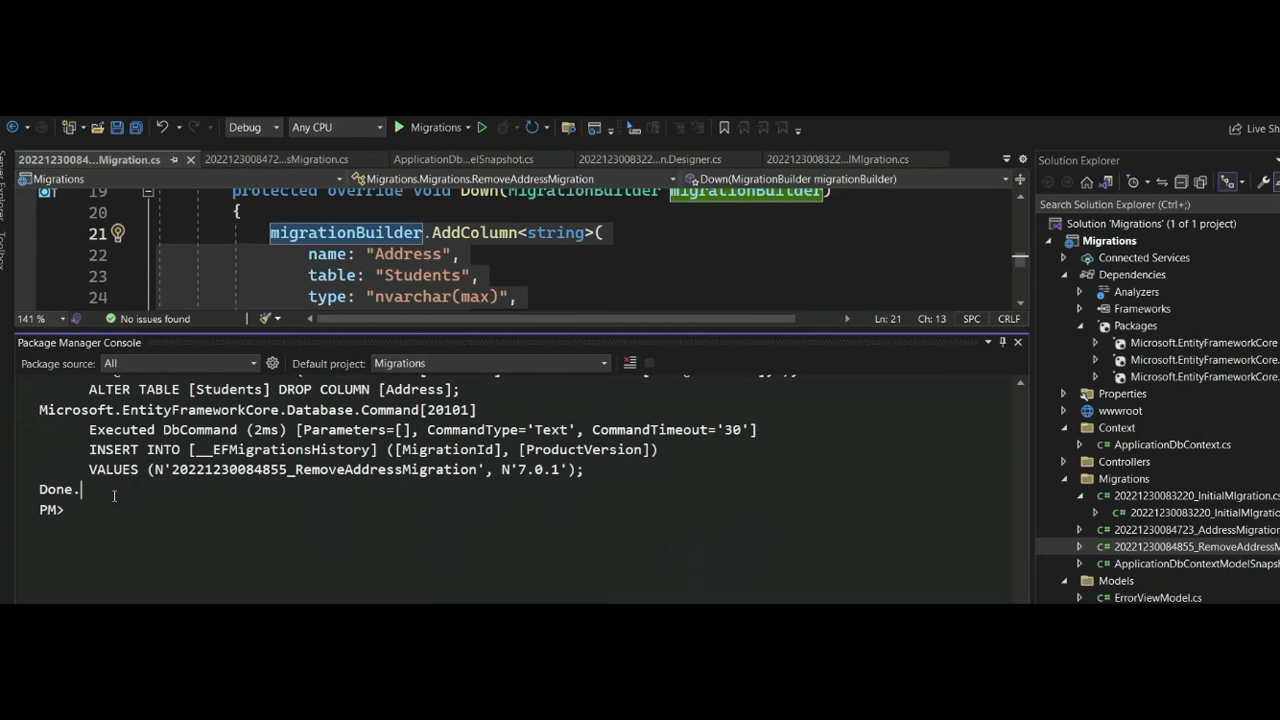 Debug
Any CPU
Migrations
Live Sh
20221230084...Migration.cs
2022123008472...sMigration.cs
ApplicationDb...elSnapshot.cs
2022123008322...n.Designer.cs
2022123008322...IMIgration.cs
Solution Explorer
Migrations
Migrations.Migrations.RemoveAddressMigration
Down(MigrationBuilder migrationBuilder)
Server Explorer
Toolbox
19 protected override void Down(MigrationBuilder migrationBuilder)
20 {
21 migrationBuilder.AddColumn<string>(
22 name: "Address",
23 table: "Students",
24 type: "nvarchar(max)",
141 %
No issues found
Ln: 21
Ch: 13
SPC
CRLF
Package Manager Console
Package source: All
Default project: Migrations
ALTER TABLE [Students] DROP COLUMN [Address];
Microsoft.EntityFrameworkCore.Database.Command[20101]
Executed DbCommand (2ms) [Parameters=[], CommandType='Text', CommandTimeout='30']
INSERT INTO [__EFMigrationsHistory] ([MigrationId], [ProductVersion])
VALUES (N'20221230084855_RemoveAddressMigration', N'7.0.1');
Done.
PM>
Search Solution Explorer (Ctrl+;)
Solution 'Migrations' (1 of 1 project)
Migrations
Connected Services
Dependencies
Analyzers
Frameworks
Packages
Microsoft.EntityFrameworkCore
Microsoft.EntityFrameworkCore.
Microsoft.EntityFrameworkCore.
Properties
wwwroot
Context
ApplicationDbContext.cs
Controllers
Migrations
20221230083220_InitialMIgration.cs
20221230083220_InitialMIgratio
20221230084723_AddressMigration
20221230084855_RemoveAddressM
ApplicationDbContextModelSnapsh
Models
ErrorViewModel.cs